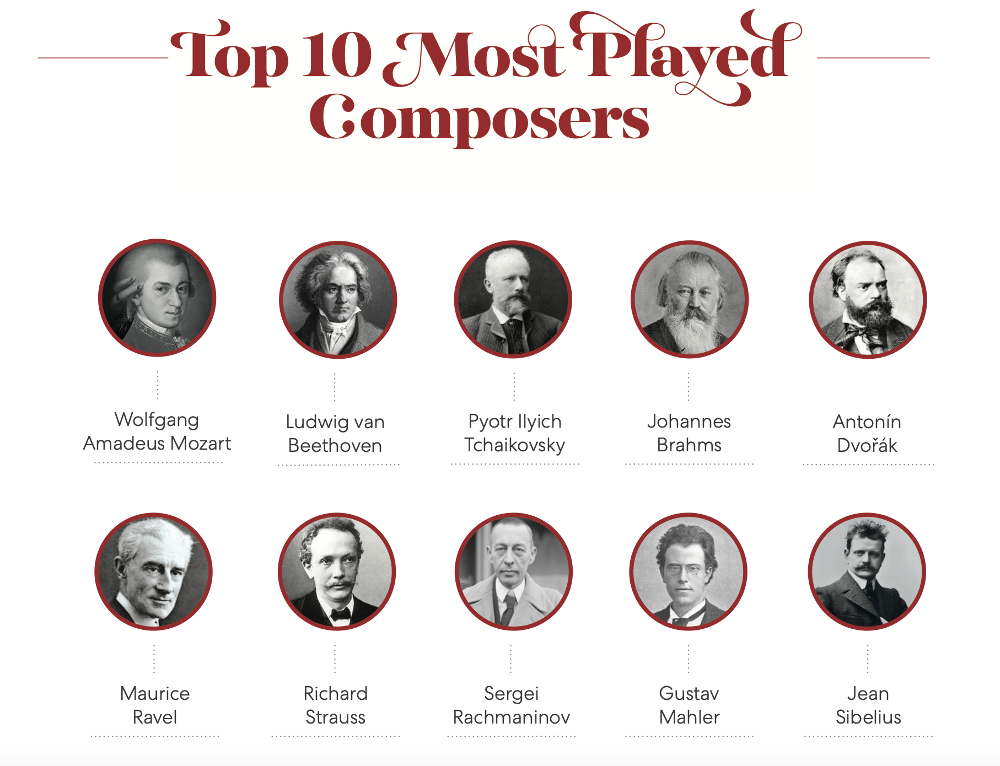 Top 10 Most Played
Composers
Wolfgang
Amadeus Mozart
Ludwig van
Beethoven
Pyotr Ilyich
Tchaikovsky
Johannes
Brahms
Antonín
Dvořák
Maurice
Ravel
Richard
Strauss
Sergei
Rachmaninov
Gustav
Mahler
Jean
Sibelius